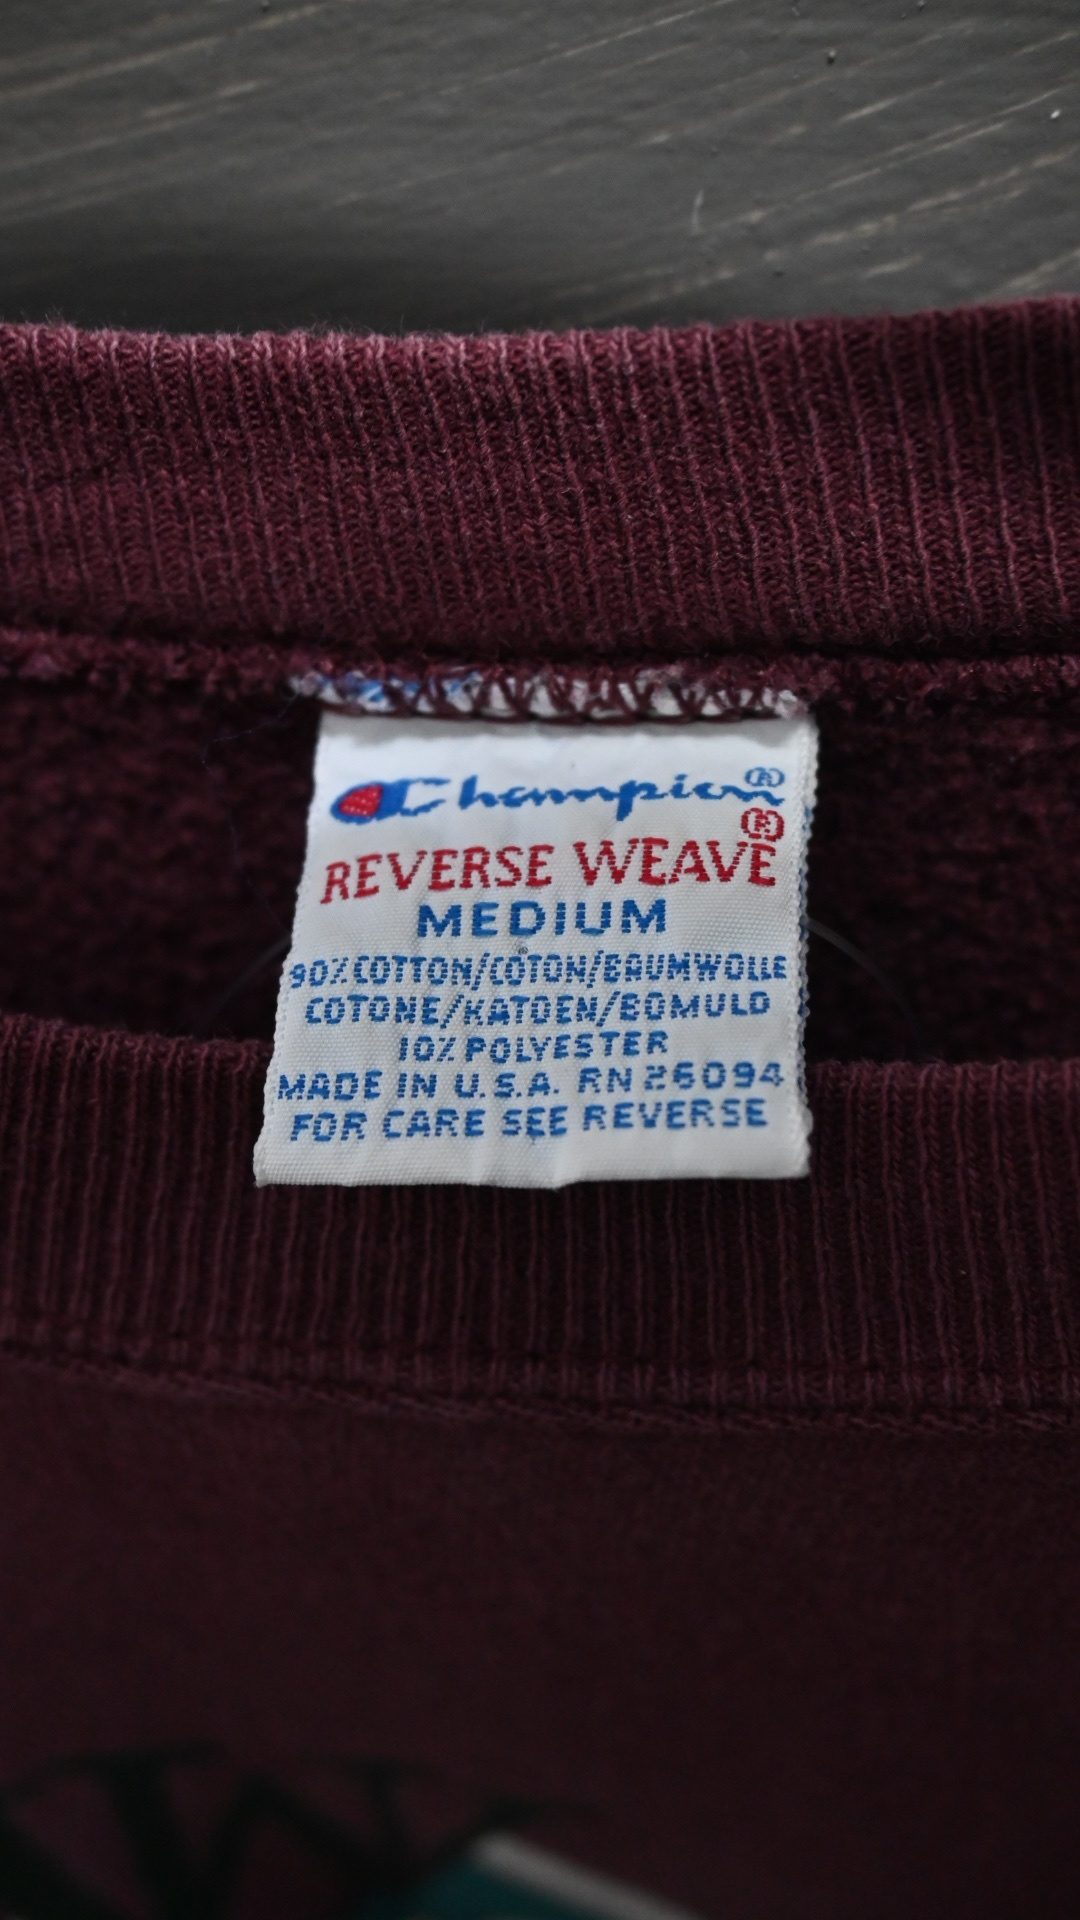 Champion®
REVERSE WEAVE®
MEDIUM
90% COTTON/COTON/BAUMWOLLE
COTONE/KATOEN/BOMULD
10% POLYESTER
MADE IN U.S.A. RN 26094
FOR CARE SEE REVERSE